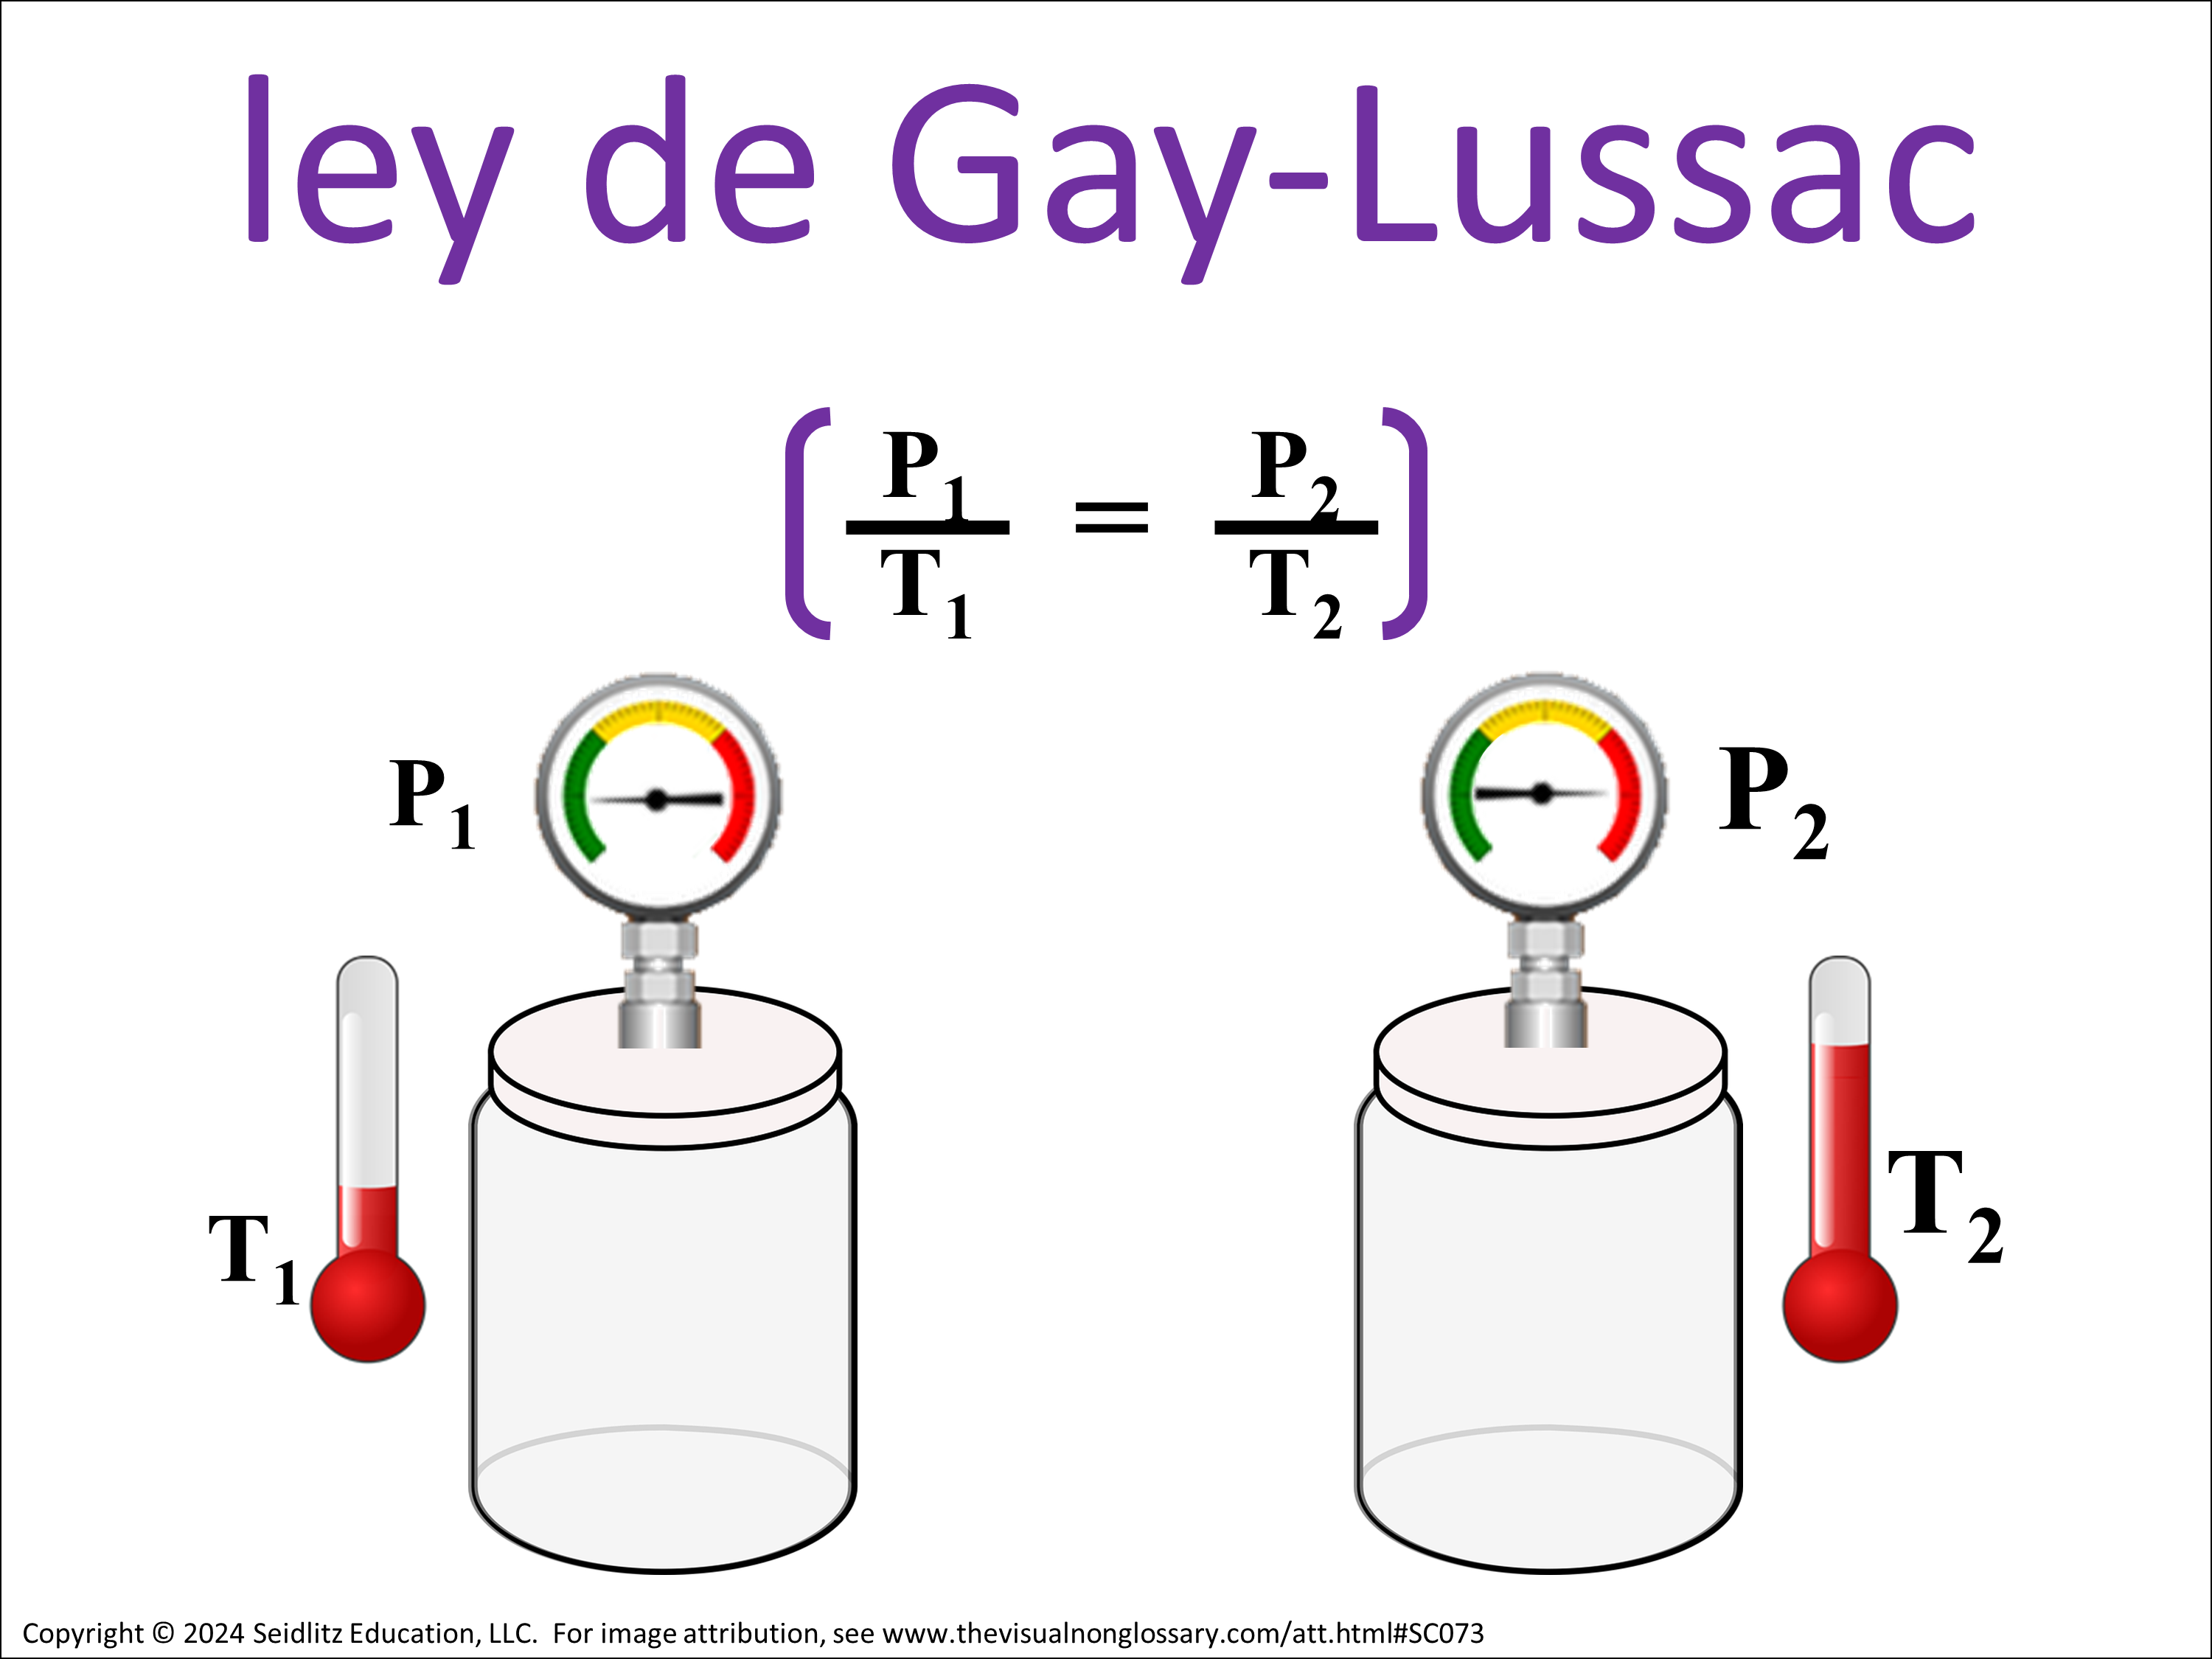 ley de Gay-Lussac
P₁ = P₂
T₁ T₂
P₁
P₂
T₁
T₂
Copyright © 2024 Seidlitz Education, LLC. For image attribution, see www.thevisualnonglossary.com/att.html#SC073